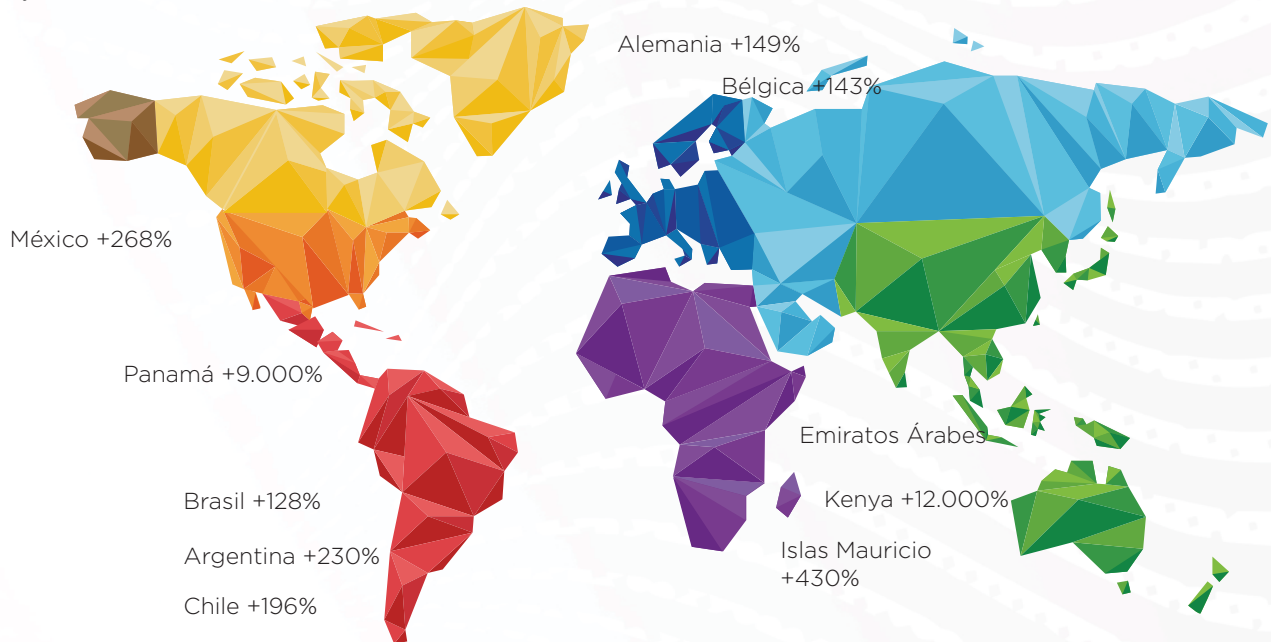 Alemania +149%
Bélgica +143%
México +268%
Panamá +9.000%
Emiratos Árabes
Brasil +128%
Kenya +12.000%
Argentina +230%
Islas Mauricio
+430%
Chile +196%